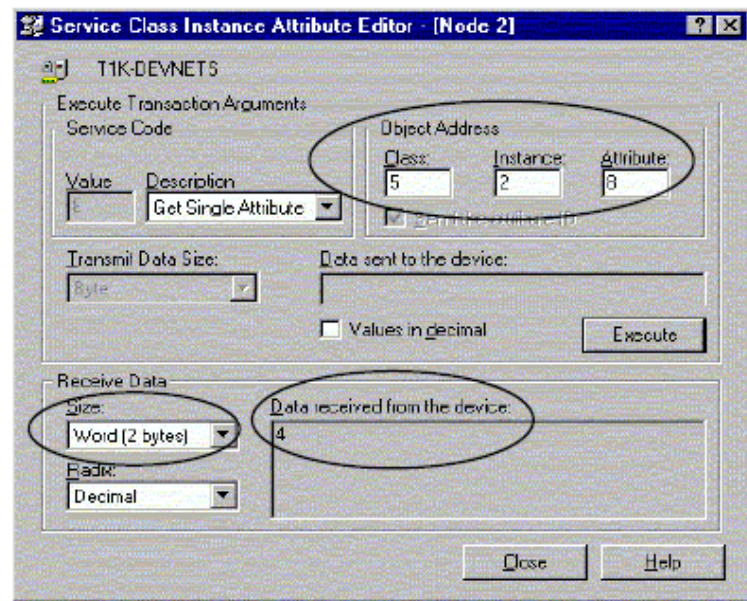 Service Class Instance Attribute Editor - [Node 2]
T1K-DEVNETS
Execute Transaction Arguments
Service Code
Object Address
Value
Description
Class:
Instance:
Attribute:
Get Single Attribute
5
2
8
Transmit Data Size:
Data sent to the device:
Byte
Values in decimal
Execute
Receive Data
Size:
Data received from the device:
Word (2 bytes)
4
Radix:
Decimal
Close
Help